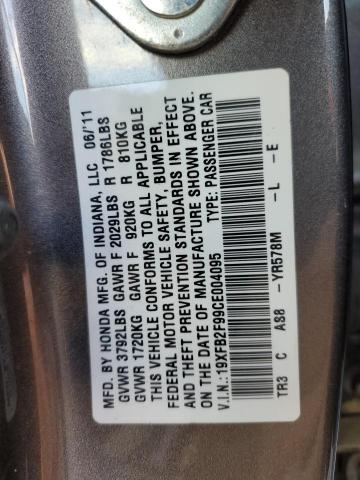 MFD. BY HONDA MFG. OF INDIANA, LLC 06/'11
GVWR 3792LBS GAWR F 2029LBS R 1786LBS
GVWR 1720KG GAWR F 920KG R 810KG
THIS VEHICLE CONFORMS TO ALL APPLICABLE
FEDERAL MOTOR VEHICLE SAFETY, BUMPER,
AND THEFT PREVENTION STANDARDS IN EFFECT
ON THE DATE OF MANUFACTURE SHOWN ABOVE.
V.I.N.: 19XFB2F99CE004095 TYPE: PASSENGER CAR
TR3 C AS8 -YR578M -L -E